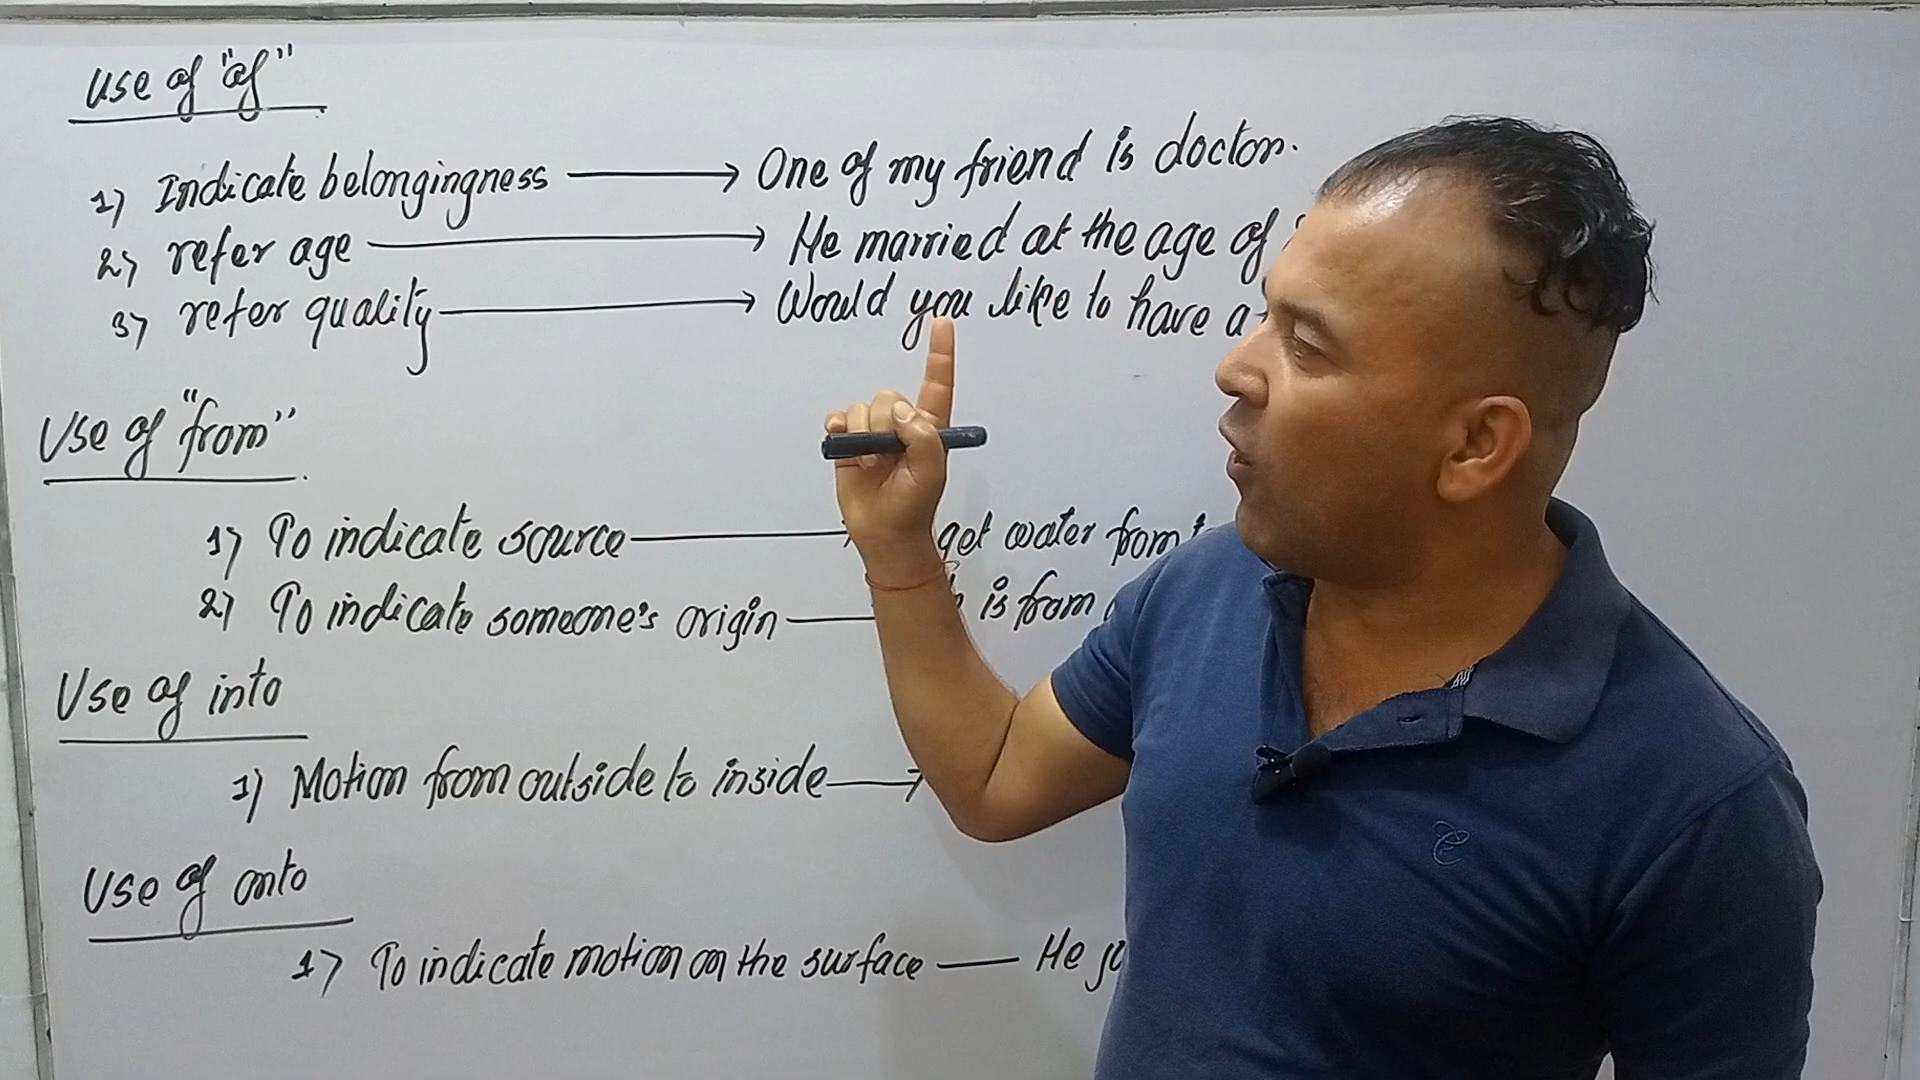 Use of "of"
1) Indicate belongingness → One of my friend is doctor.
2) refer age → He married at the age of
3) refer quality → Would you like to have a
Use of "from"
1) To indicate source → get water from
2) To indicate someone's origin — is from
Use of into
1) Motion from outside to inside →
Use of onto
1) To indicate motion on the surface — He